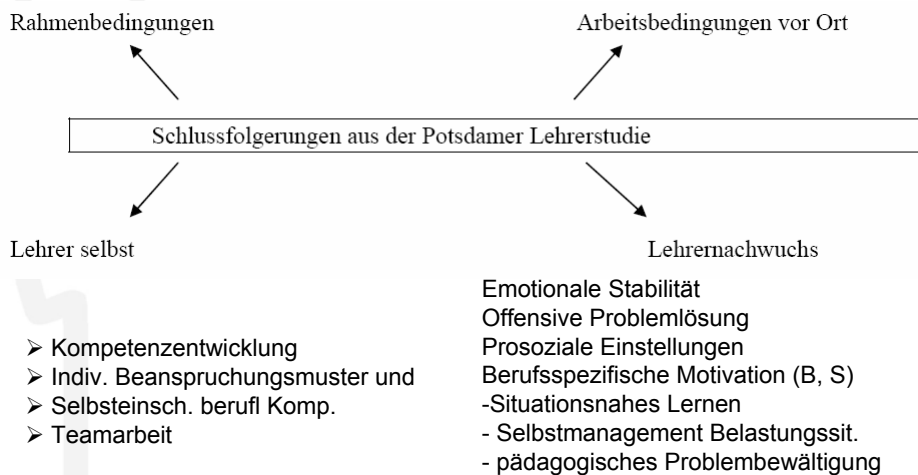 Rahmenbedingungen
Arbeitsbedingungen vor Ort
Schlussfolgerungen aus der Potsdamer Lehrerstudie
Lehrer selbst
Lehrernachwuchs
➢ Kompetenzentwicklung
➢ Indiv. Beanspruchungsmuster und
➢ Selbsteinsch. berufl Komp.
➢ Teamarbeit
Emotionale Stabilität
Offensive Problemlösung
Prosoziale Einstellungen
Berufsspezifische Motivation (B, S)
-Situationsnahes Lernen
- Selbstmanagement Belastungssit.
- pädagogisches Problembewältigung